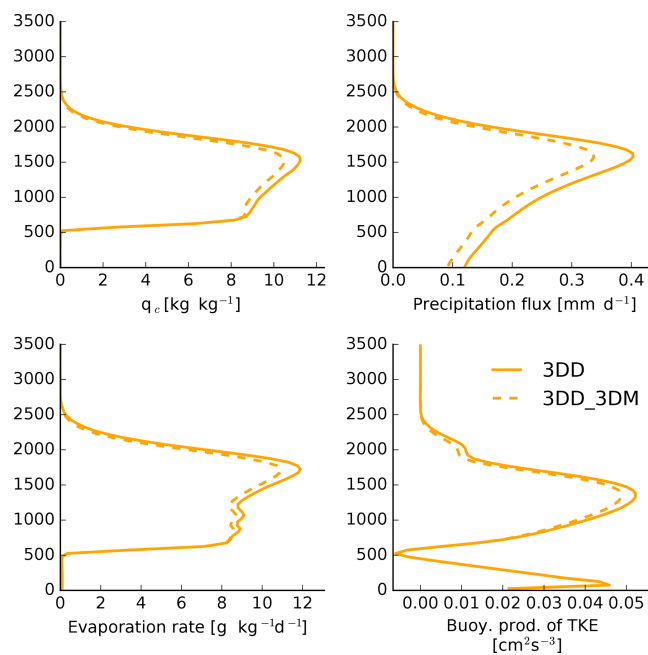 3500
3000
2500
2000
1500
1000
500
0
0 2 4 6 8 10 12
q c [kg kg⁻¹]
3500
3000
2500
2000
1500
1000
500
0
0.0 0.1 0.2 0.3 0.4
Precipitation flux [mm d⁻¹]
3500
3000
2500
2000
1500
1000
500
0
0 2 4 6 8 10 12
Evaporation rate [g kg⁻¹d⁻¹]
3500
3000
2500
2000
1500
1000
500
0
3DD
3DD_3DM
0.00 0.01 0.02 0.03 0.04 0.05
Buoy. prod. of TKE
[cm²s⁻³]